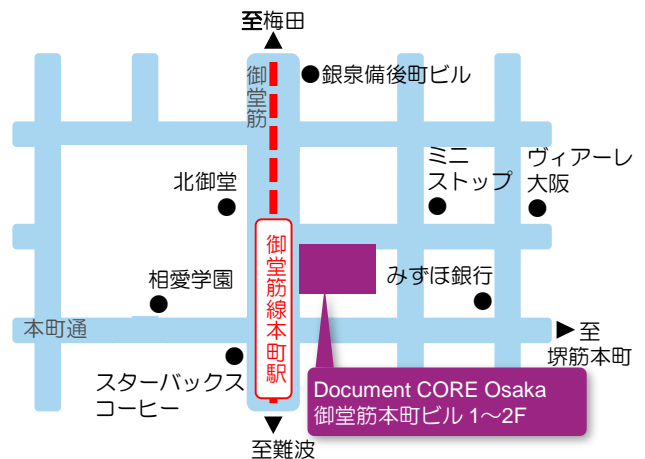 至梅田
御堂筋
銀泉備後町ビル
ミニ
ストップ
ヴィアーレ
大阪
北御堂
御堂筋線本町駅
相愛学園
みずほ銀行
本町通
至
堺筋本町
スターバックス
コーヒー
Document CORE Osaka
御堂筋本町ビル 1～2F
至難波